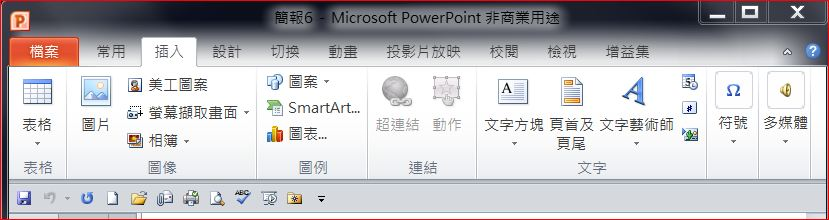 簡報6 - Microsoft PowerPoint 非商業用途
檔案 常用 插入 設計 切換 動畫 投影片放映 校閱 檢視 增益集
表格
表格
圖片
美工圖案
螢幕擷取畫面
相簿
圖像
圖案
SmartArt...
圖表...
圖例
超連結
動作
連結
文字方塊
頁首及
頁尾
文字藝術師
文字
Ω
符號
多媒體
ABC